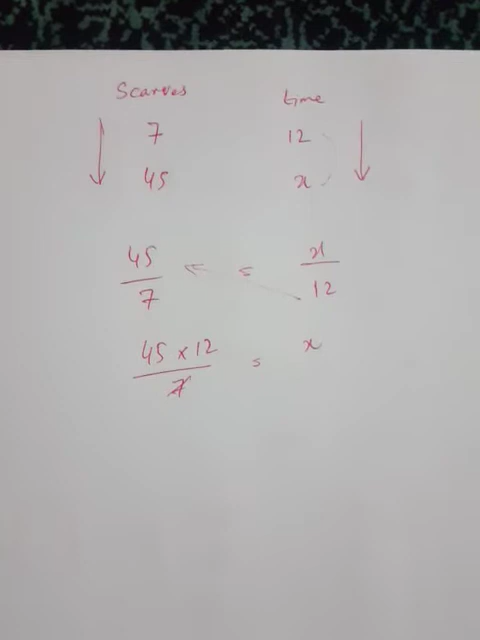 Scarves time
7 12
45 x
45/7 = x/12
45 x 12/7 = x